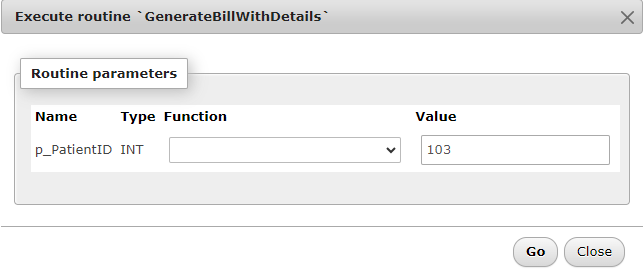 Execute routine `GenerateBillWithDetails`
Routine parameters
Name Type Function Value
p_PatientID INT 103
Go Close